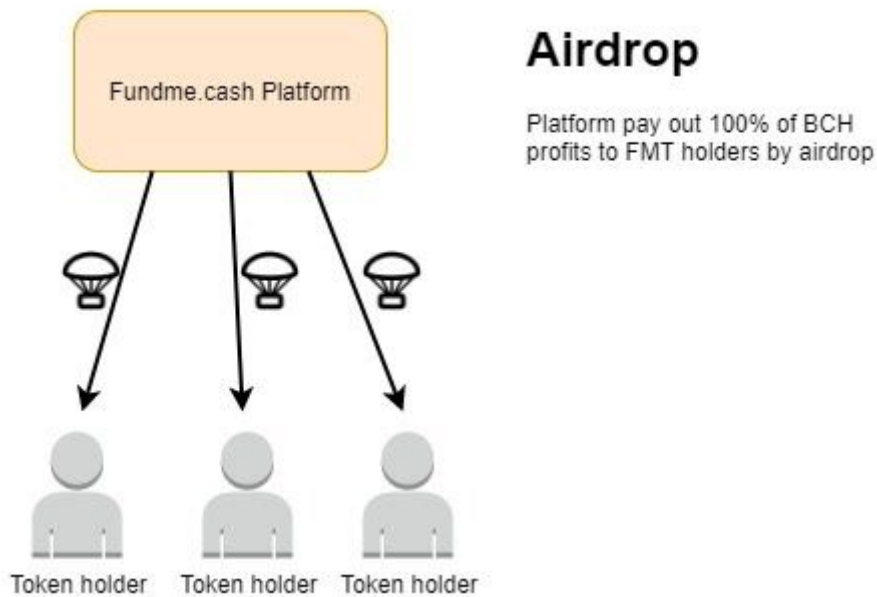 Fundme.cash Platform
Airdrop
Platform pay out 100% of BCH
profits to FMT holders by airdrop
Token holder
Token holder
Token holder